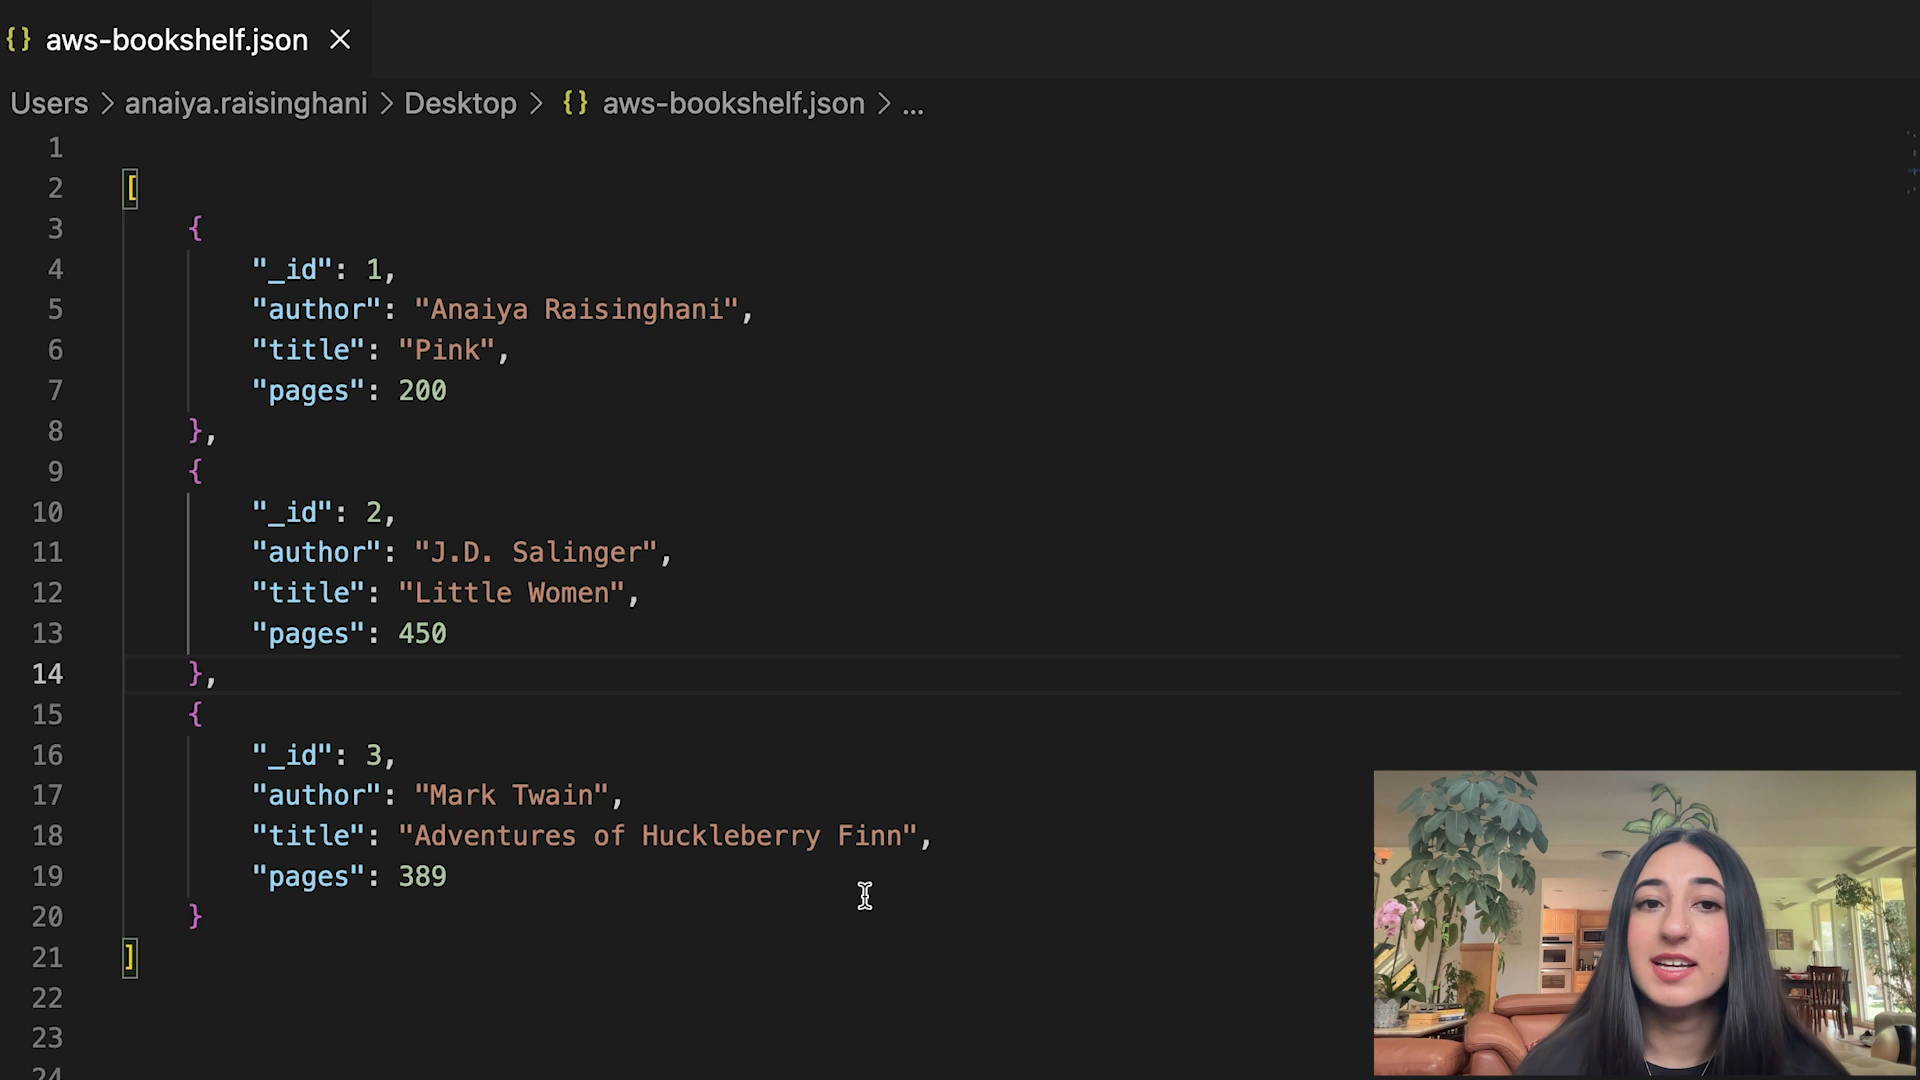 {} aws-bookshelf.json ×
Users > anaiya.raisinghani > Desktop > {} aws-bookshelf.json > ...
1
2 [
3 {
4 "_id": 1,
5 "author": "Anaiya Raisinghani",
6 "title": "Pink",
7 "pages": 200
8 },
9 {
10 "_id": 2,
11 "author": "J.D. Salinger",
12 "title": "Little Women",
13 "pages": 450
14 },
15 {
16 "_id": 3,
17 "author": "Mark Twain",
18 "title": "Adventures of Huckleberry Finn",
19 "pages": 389
20 }
21 ]
22
23
24